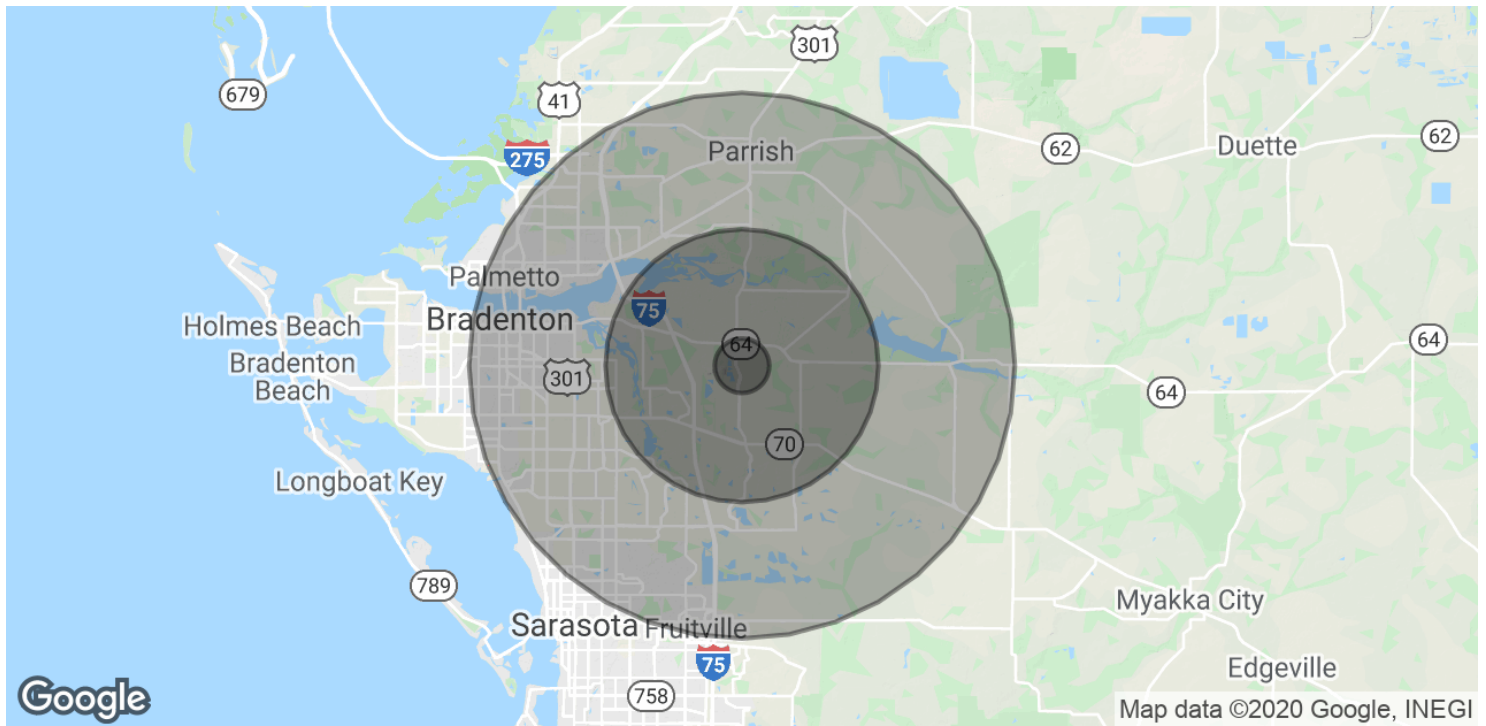 301
679
41
275
Parrish
62
Duette
62
Palmetto
75
Bradenton
Holmes Beach
64
64
Bradenton
Beach
301
64
70
Longboat Key
789
Myakka City
Sarasota
Fruitville
75
Edgeville
758
Google
Map data ©2020 Google, INEGI